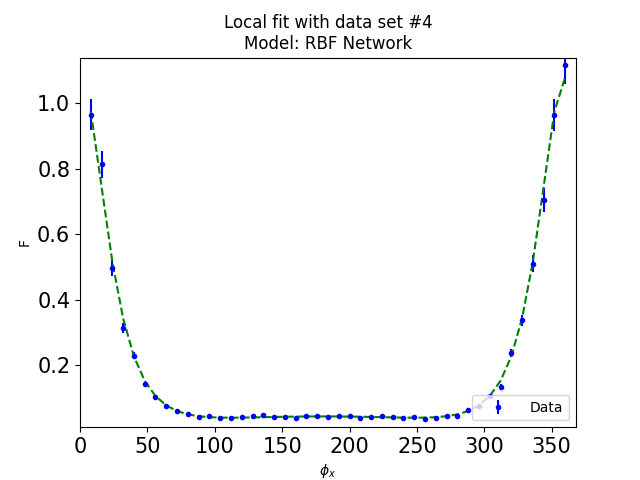 Local fit with data set #4
Model: RBF Network
1.0
0.8
0.6
0.4
0.2
F
0 50 100 150 200 250 300 350
ϕx
Data